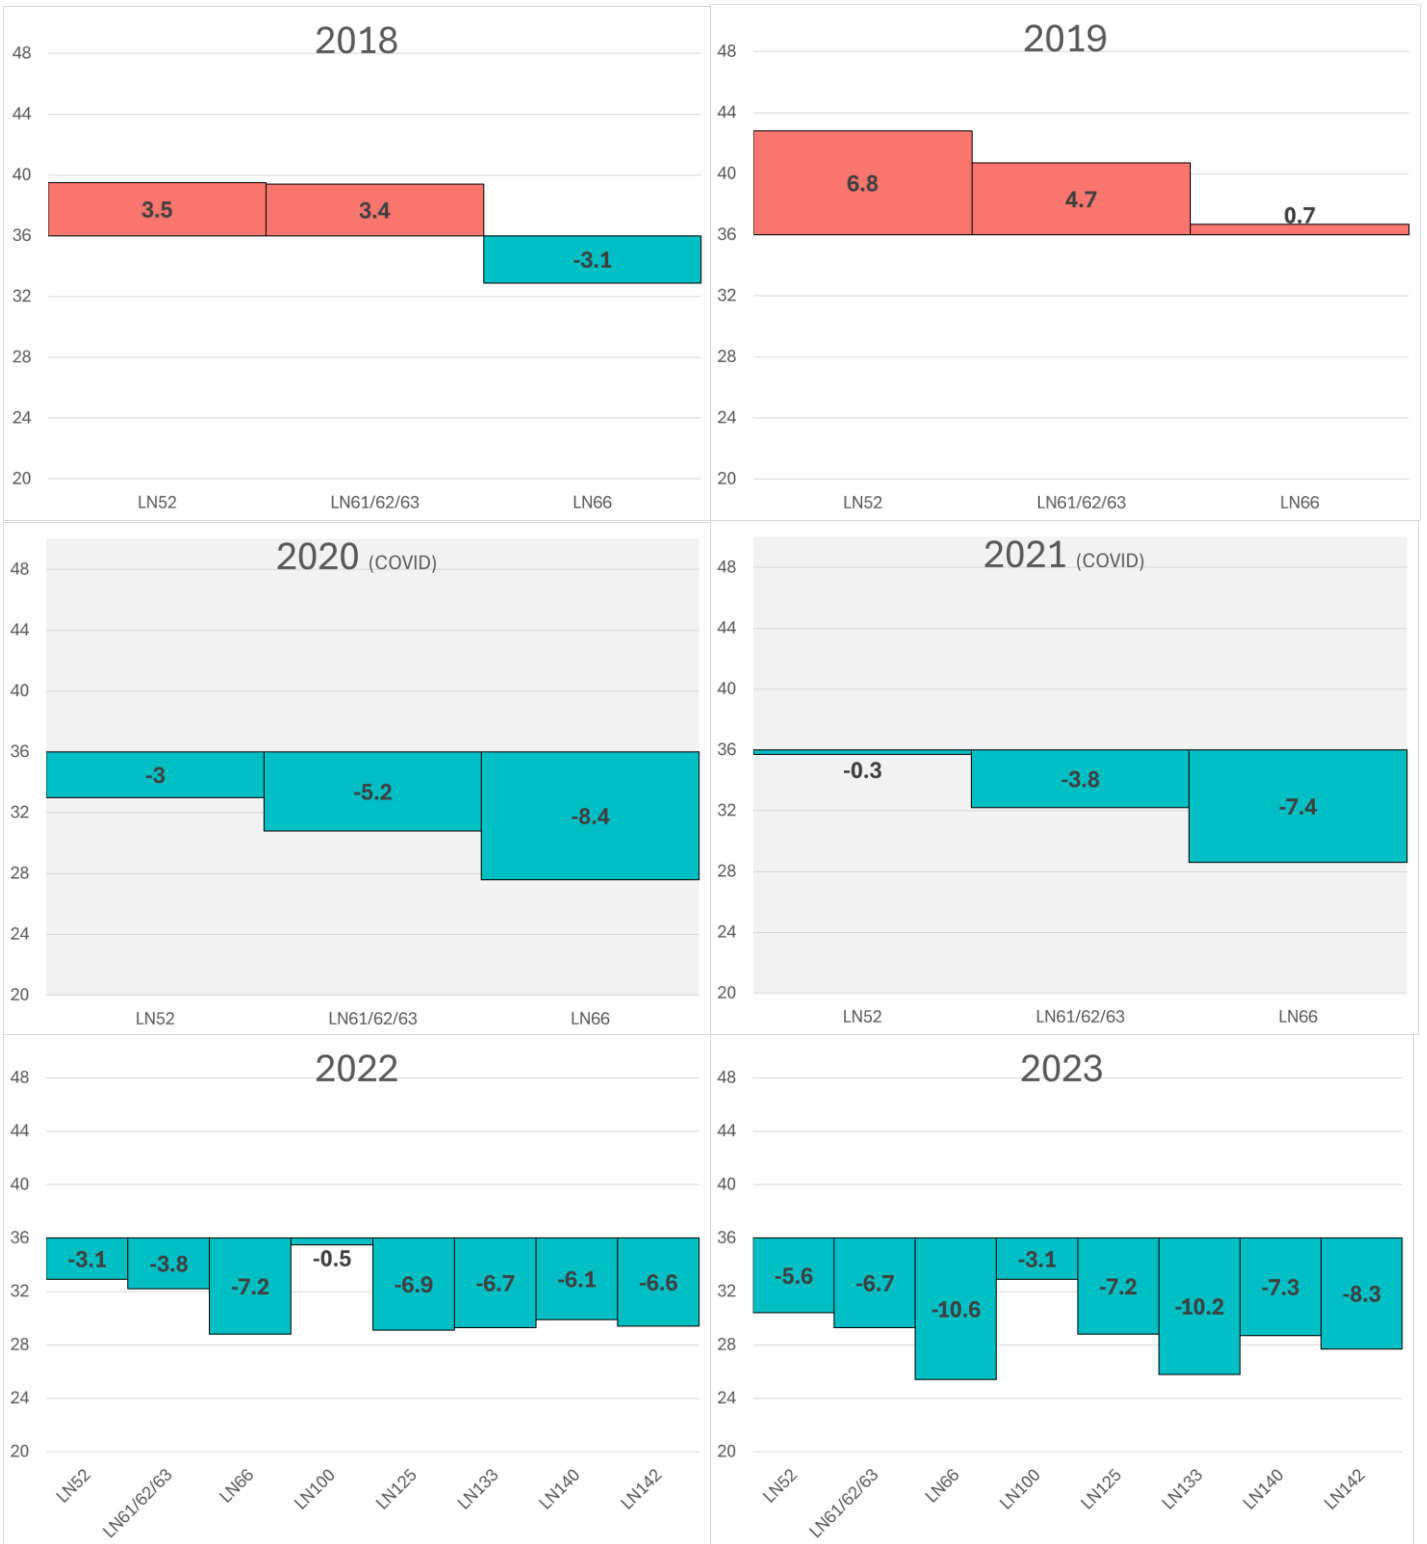 2018
48
44
40
36
32
28
24
20
3.5
3.4
-3.1
LN52
LN61/62/63
LN66
2019
48
44
40
36
32
28
24
20
6.8
4.7
0.7
LN52
LN61/62/63
LN66
2020 (COVID)
48
44
40
36
32
28
24
20
-3
-5.2
-8.4
LN52
LN61/62/63
LN66
2021 (COVID)
48
44
40
36
32
28
24
20
-0.3
-3.8
-7.4
LN52
LN61/62/63
LN66
2022
48
44
40
36
32
28
24
20
-3.1
-3.8
-7.2
-0.5
-6.9
-6.7
-6.1
-6.6
LN52
LN61/62/63
LN66
LN100
LN125
LN133
LN140
LN142
2023
48
44
40
36
32
28
24
20
-5.6
-6.7
-10.6
-3.1
-7.2
-10.2
-7.3
-8.3
LN52
LN61/62/63
LN66
LN100
LN125
LN133
LN140
LN142